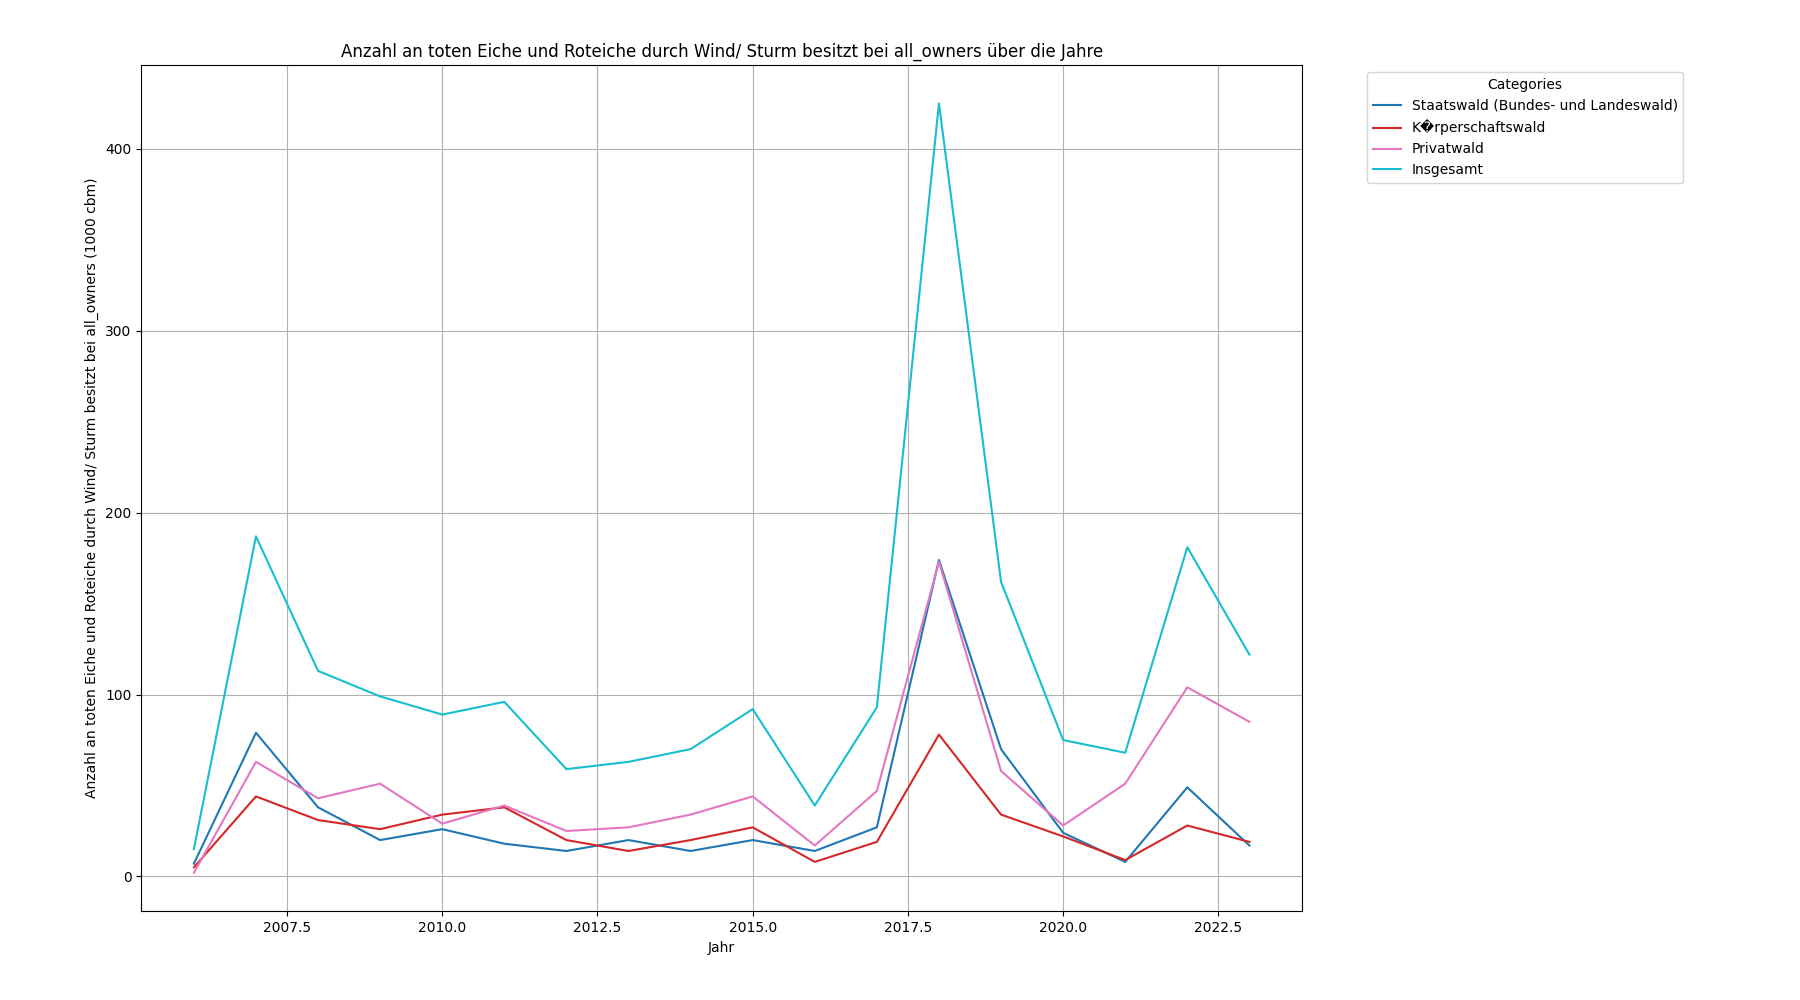 Anzahl an toten Eiche und Roteiche durch Wind/ Sturm besitzt bei all_owners über die Jahre
Anzahl an toten Eiche und Roteiche durch Wind/ Sturm besitzt bei all_owners (1000 cbm)
400
300
200
100
0
2007.5
2010.0
2012.5
2015.0
2017.5
2020.0
2022.5
Jahr
Categories
Staatswald (Bundes- und Landeswald)
K�rperschaftswald
Privatwald
Insgesamt